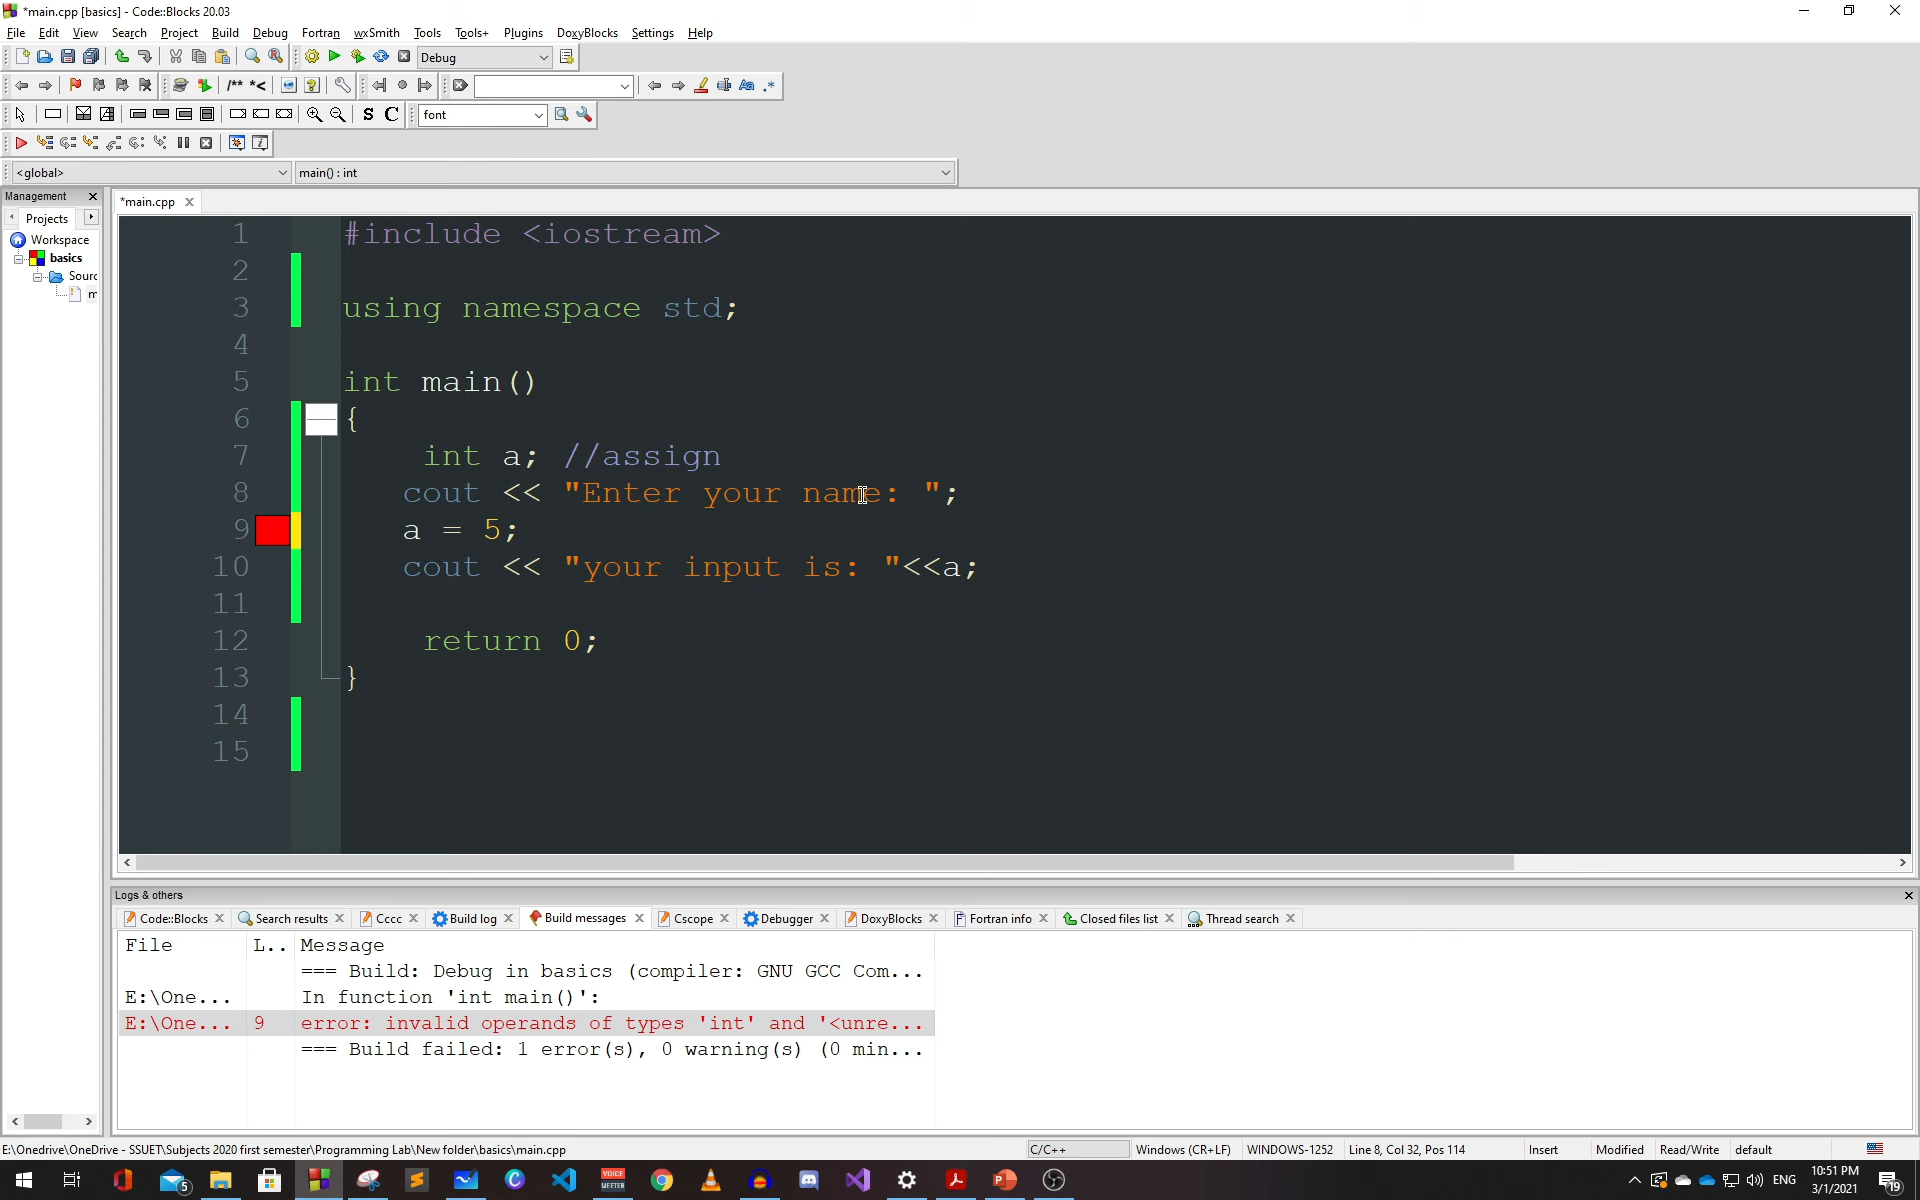 *main.cpp [basics] - Code::Blocks 20.03
File Edit View Search Project Build Debug Fortran wxSmith Tools Tools+ Plugins DoxyBlocks Settings Help
Debug
/** *<
Aa .*
S C font
<global> main() : int
Management
*main.cpp
Projects
Workspace
basics
Sourc
m
1 #include <iostream>
2
3 using namespace std;
4
5 int main()
6 {
7 int a; //assign
8 cout << "Enter your name: ";
9 a = 5;
10 cout << "your input is: "<<a;
11
12 return 0;
13 }
14
15
Logs & others
Code::Blocks Search results Cccc Build log Build messages Cscope Debugger DoxyBlocks Fortran info Closed files list Thread search
File L.. Message
=== Build: Debug in basics (compiler: GNU GCC Com...
E:\One... In function 'int main()':
E:\One... 9 error: invalid operands of types 'int' and '<unre...
=== Build failed: 1 error(s), 0 warning(s) (0 min...
E:\Onedrive\OneDrive - SSUET\Subjects 2020 first semester\Programming Lab\New folder\basics\main.cpp C/C++ Windows (CR+LF) WINDOWS-1252 Line 8, Col 32, Pos 114 Insert Modified Read/Write default
5 VOICE MEETER ENG 10:51 PM
3/1/2021 19